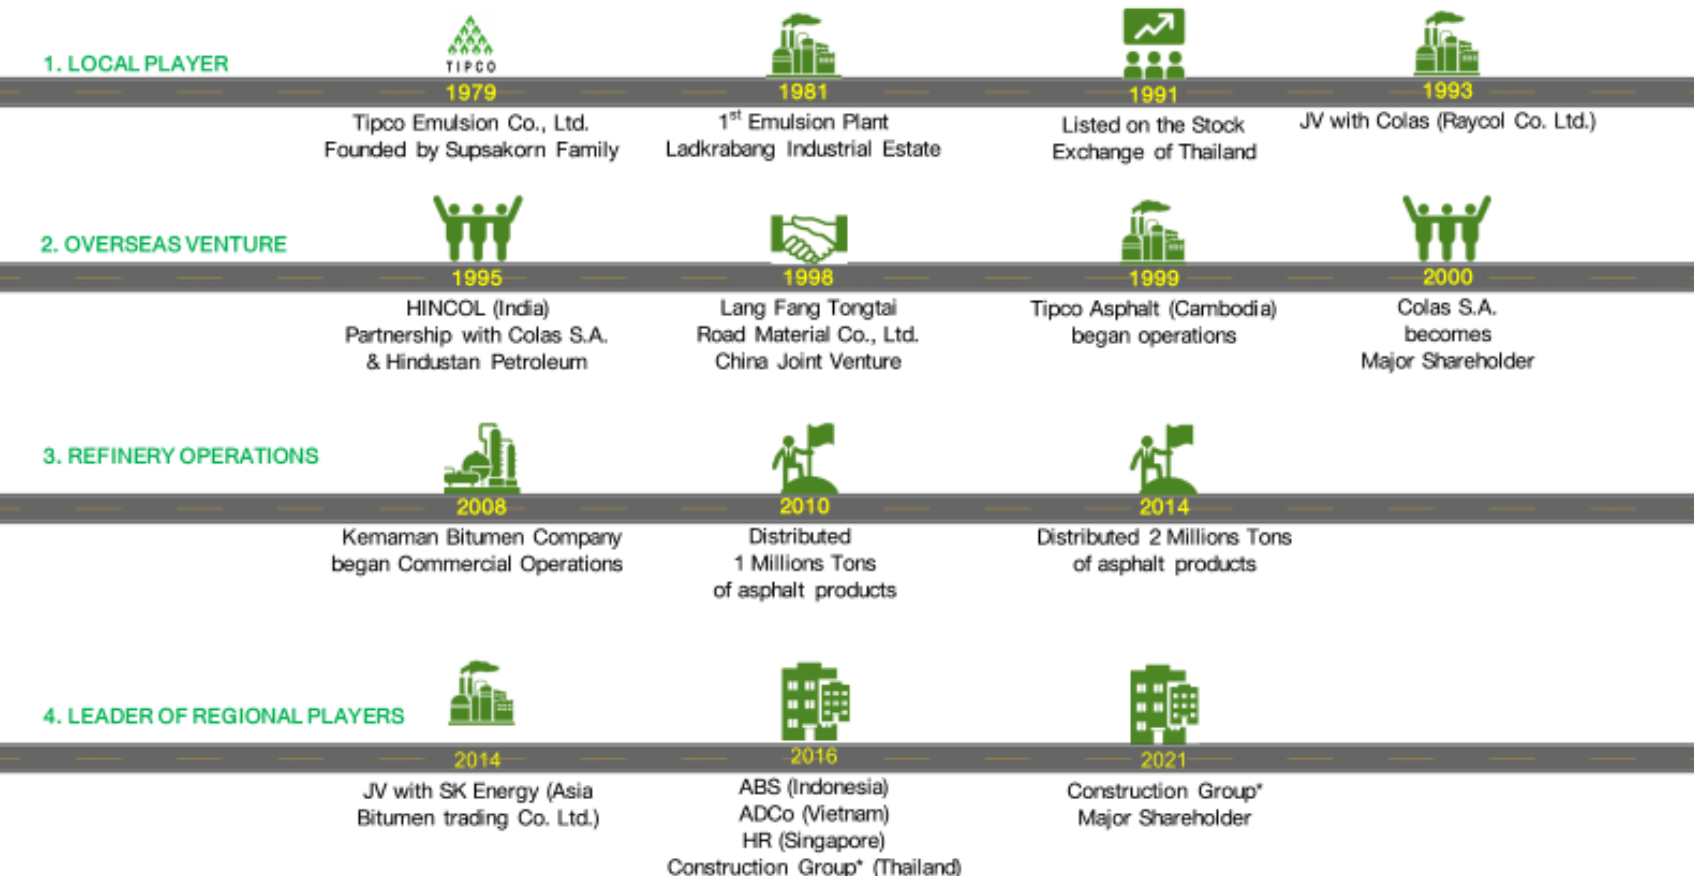 1. LOCAL PLAYER
TIPCO
1979
Tipco Emulsion Co., Ltd.
Founded by Supsakorn Family
1981
1st Emulsion Plant
Ladkrabang Industrial Estate
1991
Listed on the Stock
Exchange of Thailand
1993
JV with Colas (Raycol Co. Ltd.)
2. OVERSEAS VENTURE
1995
HINCOL (India)
Partnership with Colas S.A.
& Hindustan Petroleum
1998
Lang Fang Tongtai
Road Material Co., Ltd.
China Joint Venture
1999
Tipco Asphalt (Cambodia)
began operations
2000
Colas S.A.
becomes
Major Shareholder
3. REFINERY OPERATIONS
2008
Kemaman Bitumen Company
began Commercial Operations
2010
Distributed
1 Millions Tons
of asphalt products
2014
Distributed 2 Millions Tons
of asphalt products
4. LEADER OF REGIONAL PLAYERS
2014
JV with SK Energy (Asia
Bitumen trading Co. Ltd.)
2016
ABS (Indonesia)
ADCo (Vietnam)
HR (Singapore)
Construction Group* (Thailand)
2021
Construction Group*
Major Shareholder